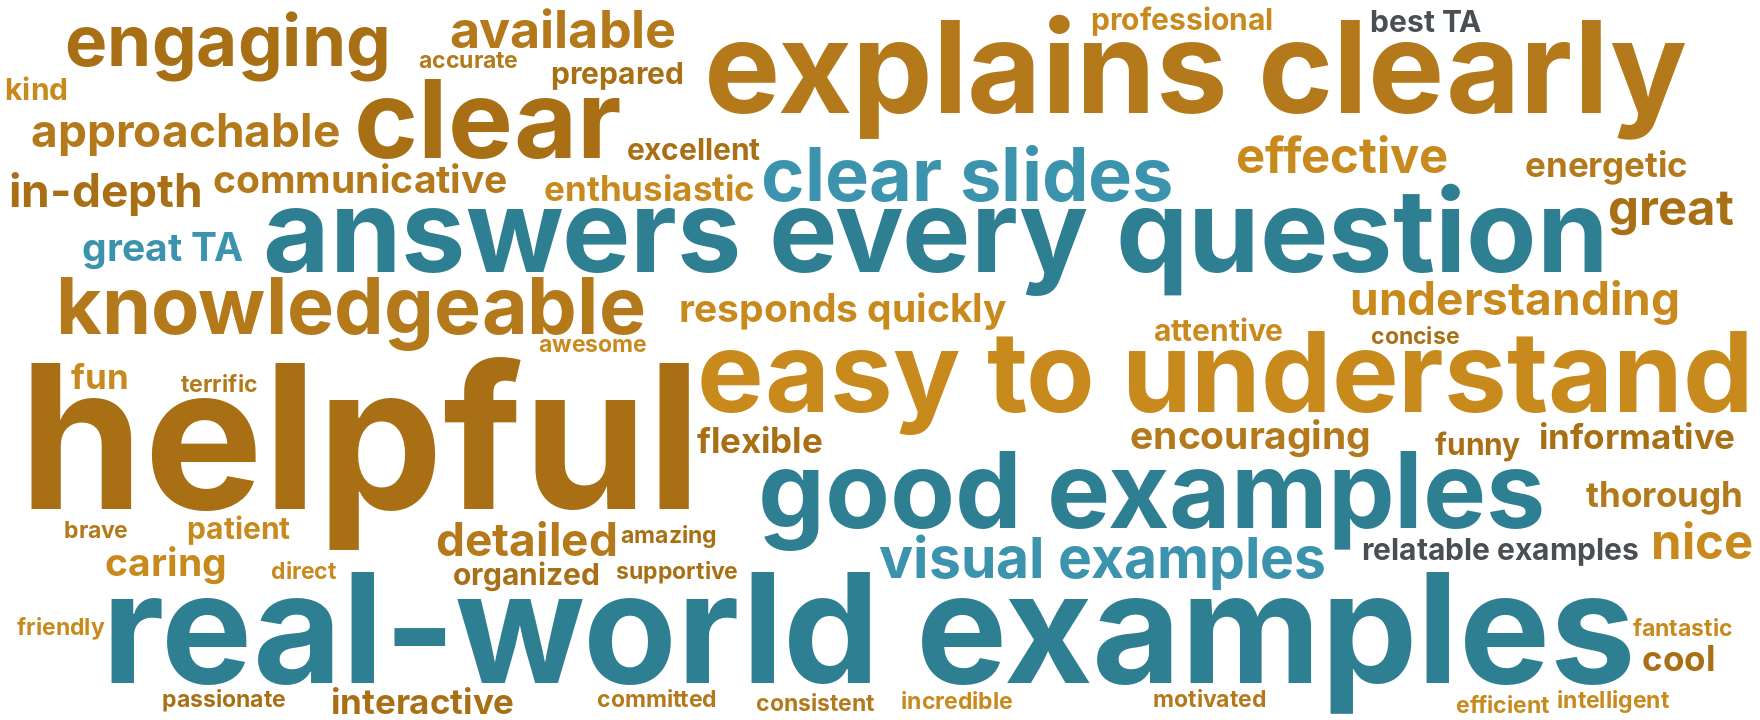 engaging
available
professional
best TA
explains clearly
accurate
prepared
kind
clear
approachable
excellent
clear slides
effective
energetic
in-depth
communicative
enthusiastic
great
great TA
answers every question
knowledgeable
responds quickly
understanding
attentive
concise
awesome
easy to understand
fun
terrific
helpful
flexible
encouraging
funny
informative
good examples
thorough
brave
patient
detailed
amazing
visual examples
relatable examples
nice
caring
direct
organized
supportive
real-world examples
friendly
fantastic
cool
passionate
interactive
committed
consistent
incredible
motivated
efficient
intelligent